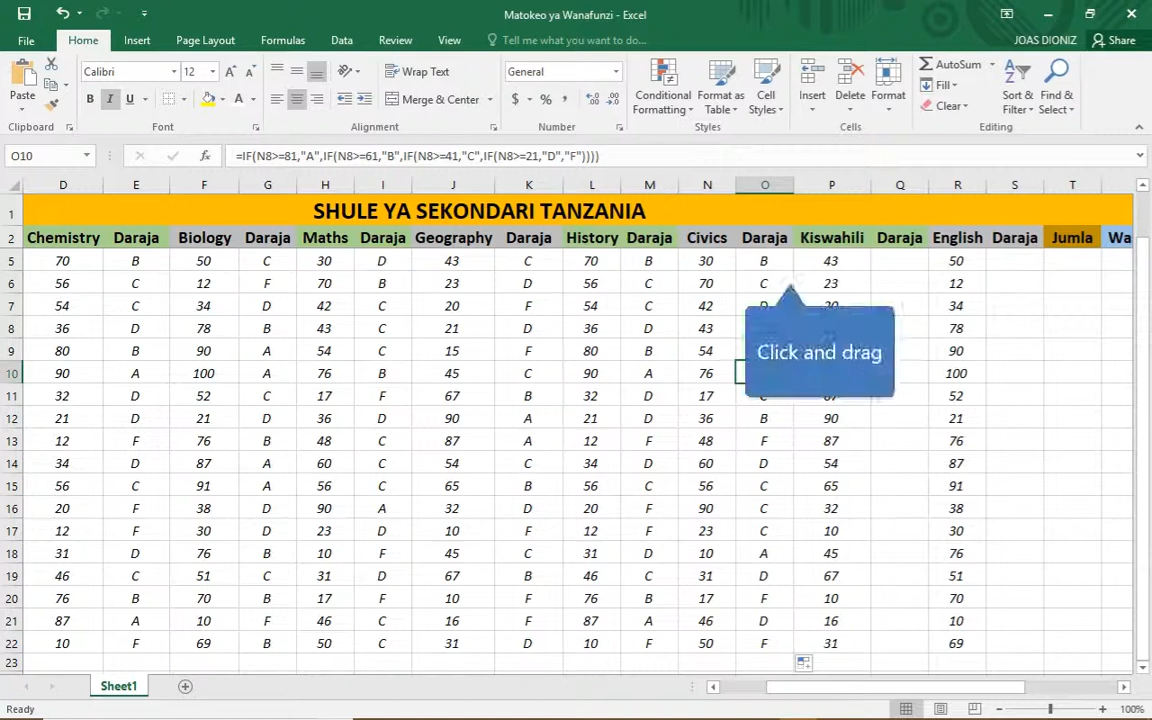 Matokeo ya Wanafunzi - Excel
File Home Insert Page Layout Formulas Data Review View Tell me what you want to do... JOAS DIONIZ Share
Paste Calibri 12 Wrap Text General Conditional Formatting Format as Table Cell Styles Insert Delete Format AutoSum Sort & Filter Find & Select
B I U A Merge & Center $ % , Fill Clear
Clipboard Font Alignment Number Styles Cells Editing
O10 fx =IF(N8>=81,"A",IF(N8>=61,"B",IF(N8>=41,"C",IF(N8>=21,"D","F"))))
D E F G H I J K L M N O P Q R S T
1 SHULE YA SEKONDARI TANZANIA
2 Chemistry Daraja Biology Daraja Maths Daraja Geography Daraja History Daraja Civics Daraja Kiswahili Daraja English Daraja Jumla Wa
5 70 B 50 C 30 D 43 C 70 B 30 B 43 50
6 56 C 12 F 70 B 23 D 56 C 70 C 23 12
7 54 C 34 D 42 C 20 F 54 C 42 D 20 34
8 36 D 78 B 43 C 21 D 36 D 43 78
9 80 B 90 A 54 C 15 F 80 B 54 90
Click and drag
10 90 A 100 A 76 B 45 C 90 A 76 100
11 32 D 52 C 17 F 67 B 32 D 17 C 67 52
12 21 D 21 D 36 D 90 A 21 D 36 B 90 21
13 12 F 76 B 48 C 87 A 12 F 48 F 87 76
14 34 D 87 A 60 C 54 C 34 D 60 D 54 87
15 56 C 91 A 56 C 65 B 56 C 56 C 65 91
16 20 F 38 D 90 A 32 D 20 F 90 C 32 38
17 12 F 30 D 23 D 10 F 12 F 23 C 10 30
18 31 D 76 B 10 F 45 C 31 D 10 A 45 76
19 46 C 51 C 31 D 67 B 46 C 31 D 67 51
20 76 B 70 B 17 F 10 F 76 B 17 F 10 70
21 87 A 10 F 46 C 16 F 87 A 46 D 16 10
22 10 F 69 B 50 C 31 D 10 F 50 F 31 69
23
Sheet1
Ready 100%